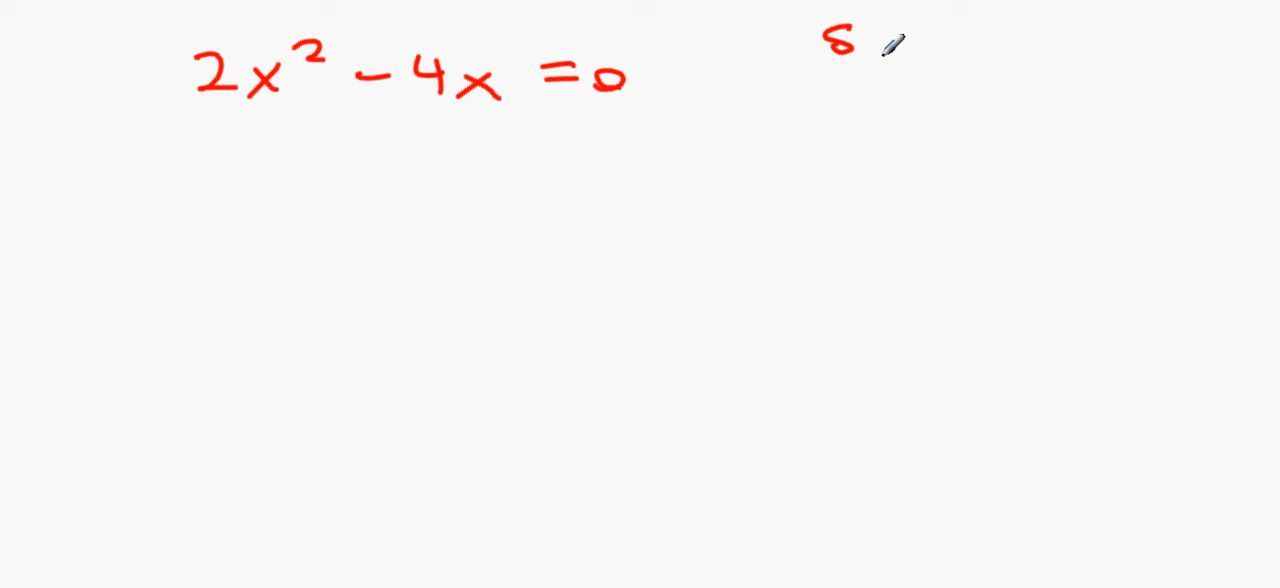 2x² - 4x = 0
8